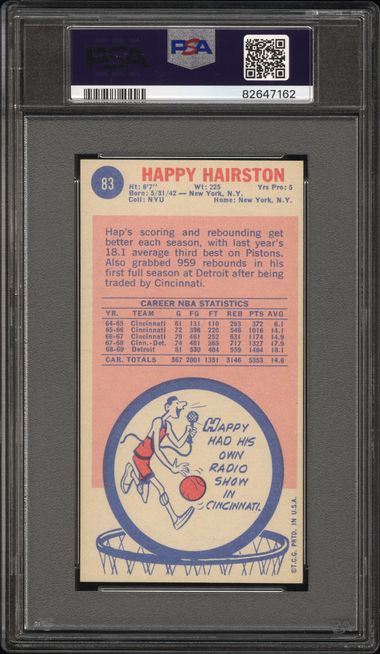 PSA
PSA
82647162
83
HAPPY HAIRSTON
Ht: 6'7" Wt: 225 Yrs Pro: 5
Born: 5/31/42 — New York, N.Y.
Coll: NYU Home: New York, N.Y.
Hap's scoring and rebounding get
better each season, with last year's
18.1 average third best on Pistons.
Also grabbed 959 rebounds in his
first full season at Detroit after being
traded by Cincinnati.
CAREER NBA STATISTICS
YR. TEAM G FG FT REB PTS AVG
64-65 Cincinnati 61 131 110 293 372 6.1
65-66 Cincinnati 72 398 220 546 1016 14.1
66-67 Cincinnati 79 461 252 631 1174 14.9
67-68 Cinn.-Det. 74 481 365 717 1327 17.9
68-69 Detroit 81 530 404 959 1464 18.1
CAR. TOTALS 367 2001 1351 3146 5353 14.6
HAPPY
HAD HIS
OWN
RADIO
SHOW
IN
CINCINNATI.
©T.C.G. PRTD. IN U.S.A.